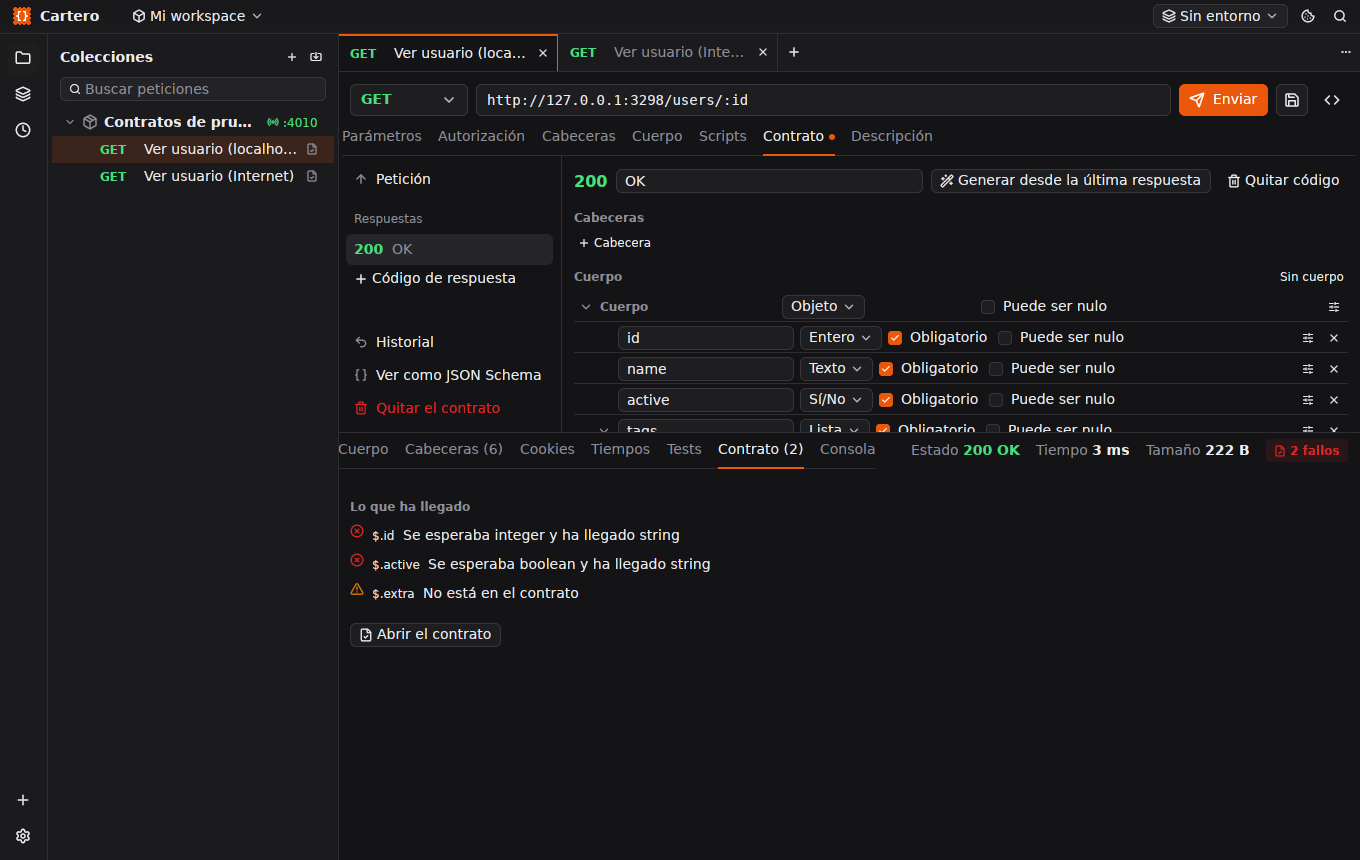 Cartero
Mi workspace
Sin entorno
Colecciones
Buscar peticiones
Contratos de pru... :4010
GET Ver usuario (localho...
GET Ver usuario (Internet)
GET Ver usuario (loca...
GET Ver usuario (Inte...
GET
http://127.0.0.1:3298/users/:id
Enviar
Parámetros Autorización Cabeceras Cuerpo Scripts Contrato Descripción
Petición
Respuestas
200 OK
Código de respuesta
Historial
Ver como JSON Schema
Quitar el contrato
200 OK Generar desde la última respuesta Quitar código
Cabeceras
Cabecera
Cuerpo Sin cuerpo
Cuerpo Objeto Puede ser nulo
id Entero Obligatorio Puede ser nulo
name Texto Obligatorio Puede ser nulo
active Sí/No Obligatorio Puede ser nulo
tags Lista Obligatorio Puede ser nulo
Cuerpo Cabeceras (6) Cookies Tiempos Tests Contrato (2) Consola
Estado 200 OK Tiempo 3 ms Tamaño 222 B 2 fallos
Lo que ha llegado
$.id Se esperaba integer y ha llegado string
$.active Se esperaba boolean y ha llegado string
$.extra No está en el contrato
Abrir el contrato